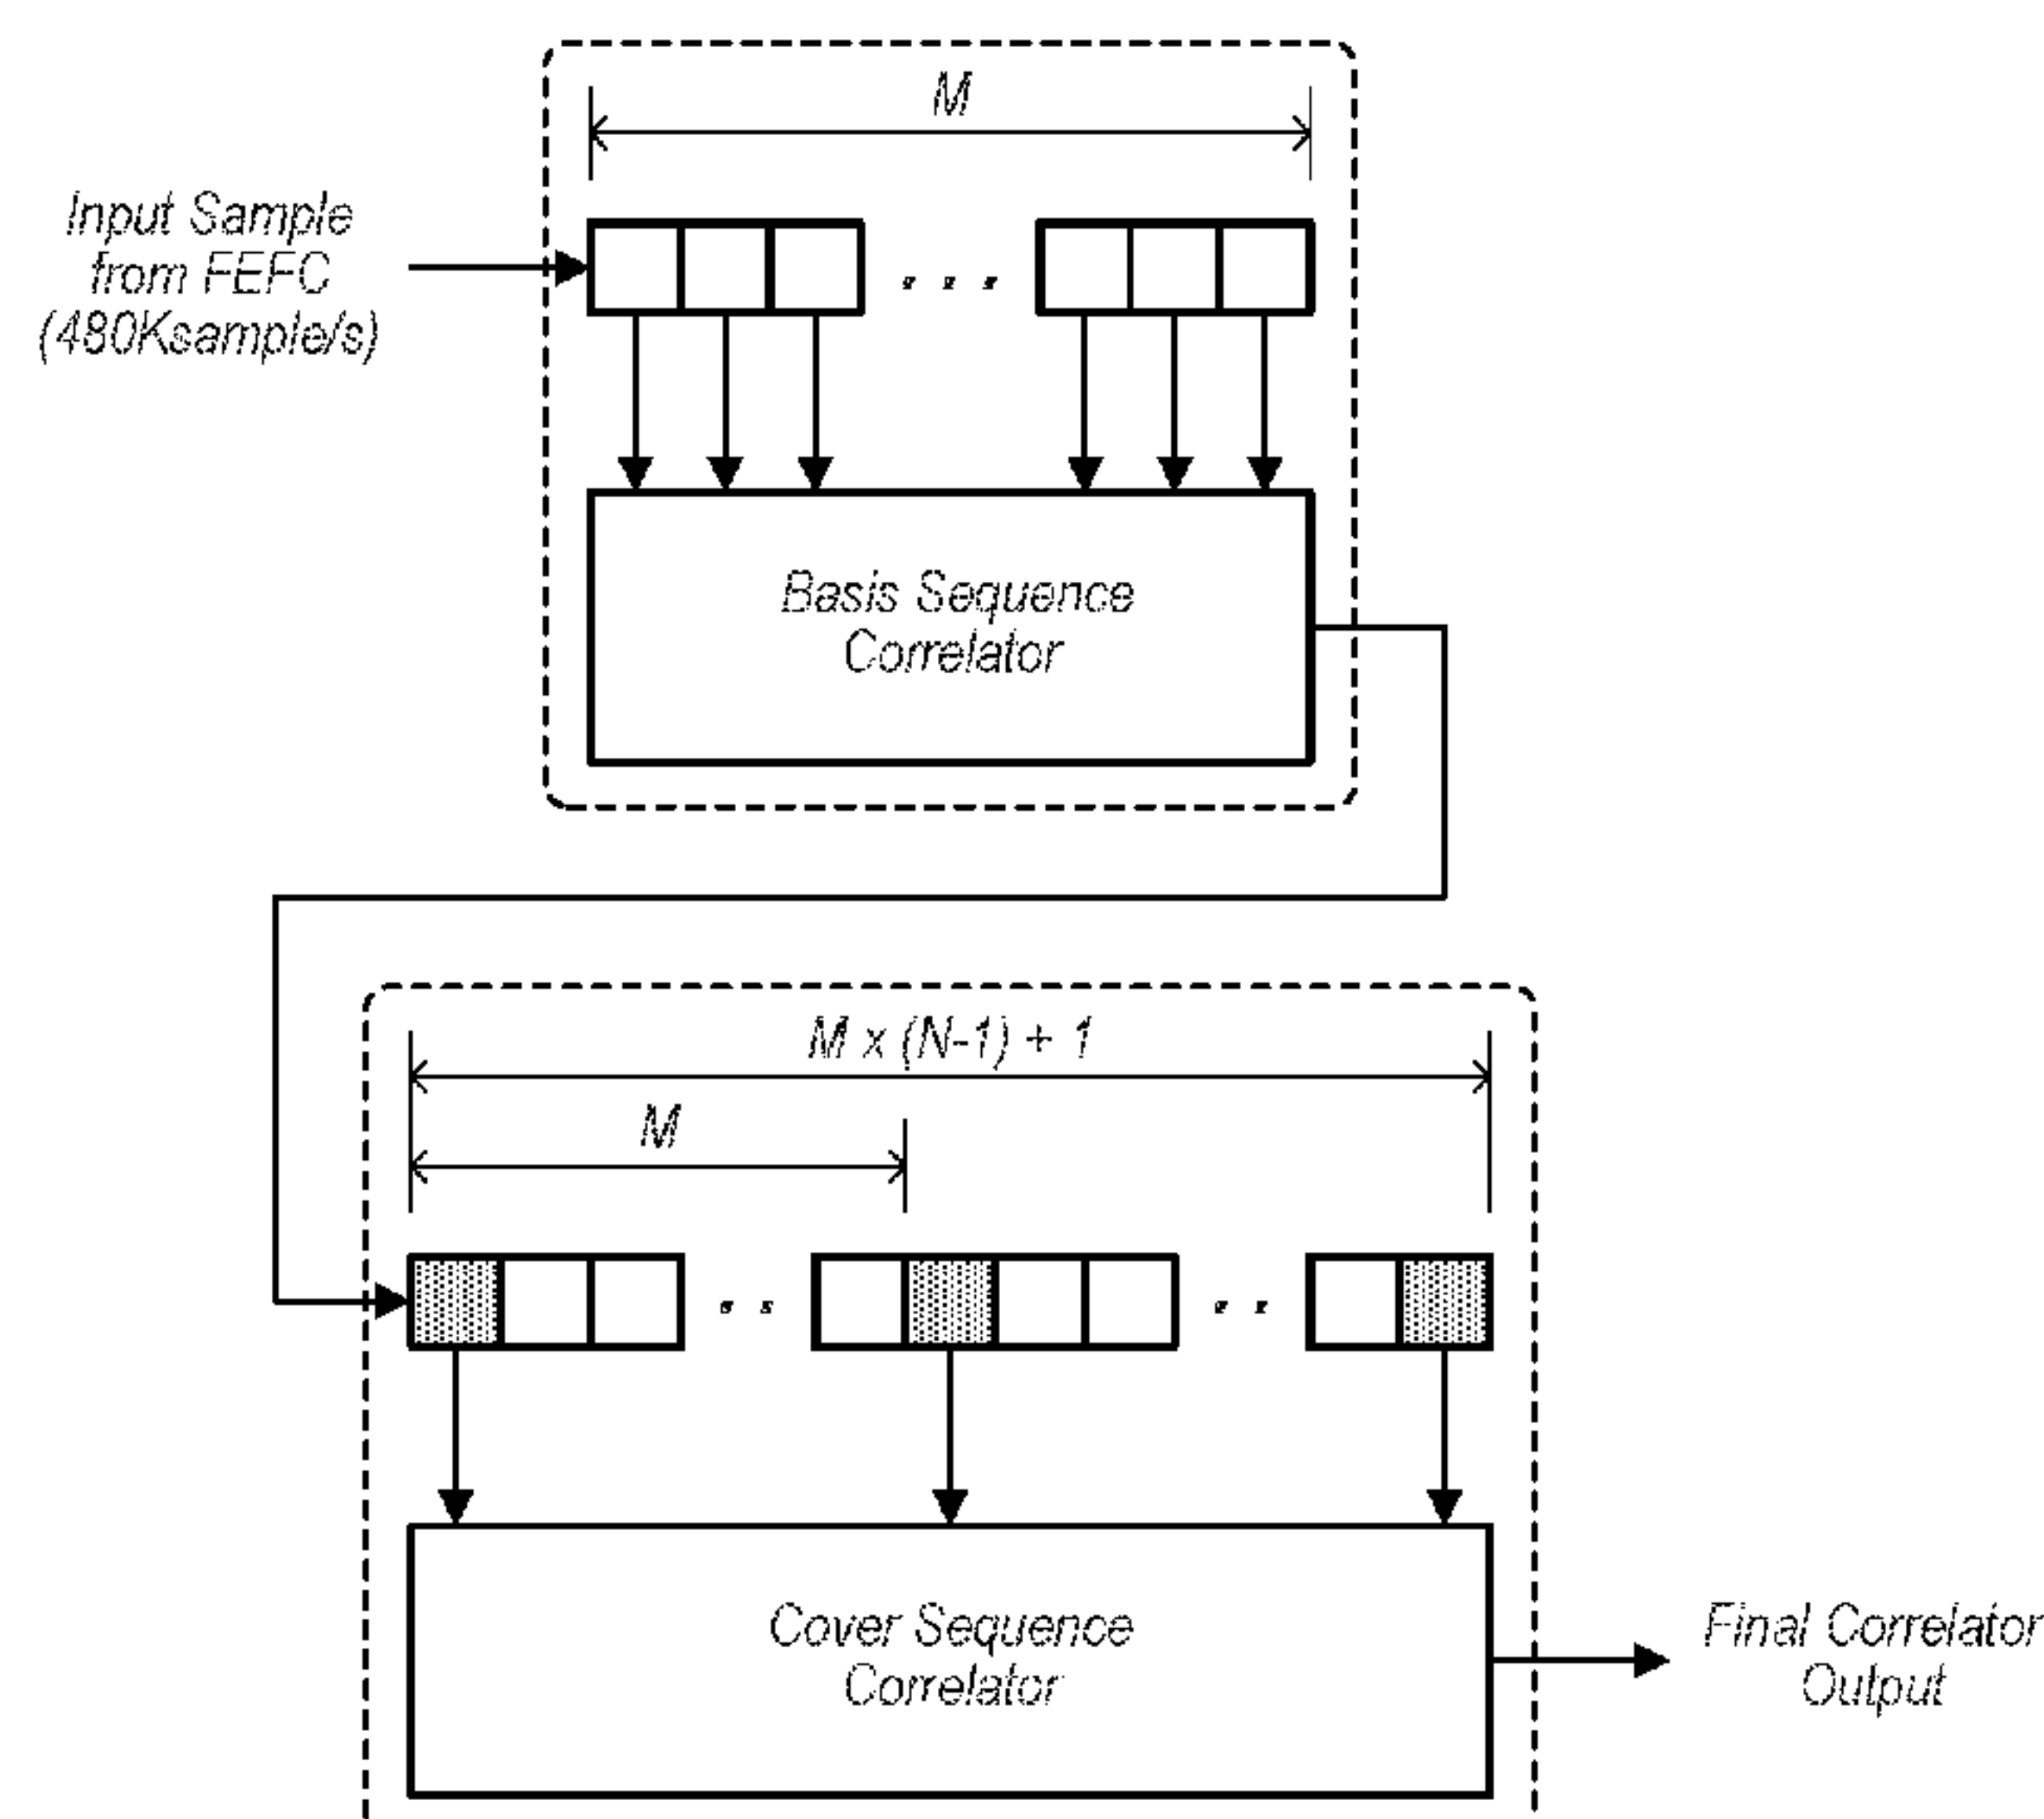 M
Input Sample
from FEFC
(480Ksample/s)
Basis Sequence
Correlator
M x (N-1) + 1
M
Cover Sequence
Correlator
Final Correlator
Output